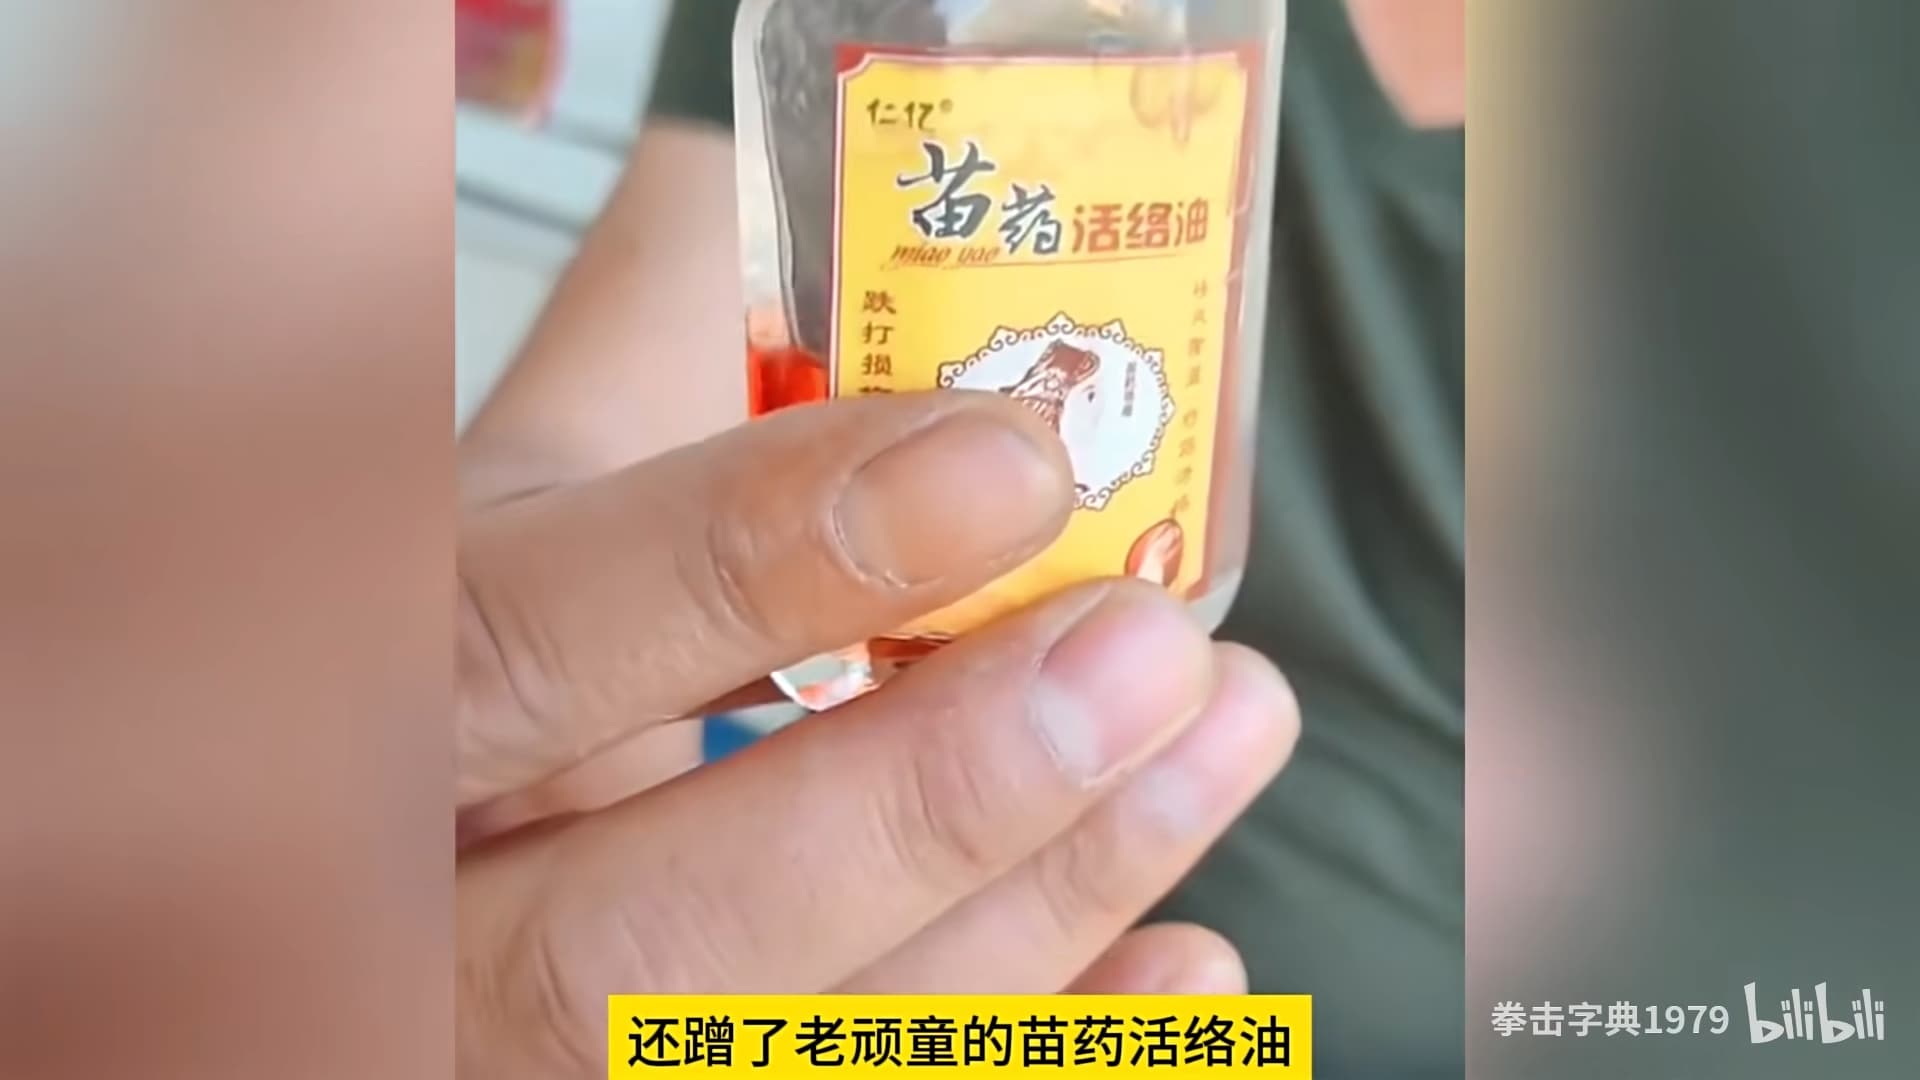 仁亿®
苗药活络油
miao yao
跌打损
还蹭了老顽童的苗药活络油
拳击字典1979 bilibili